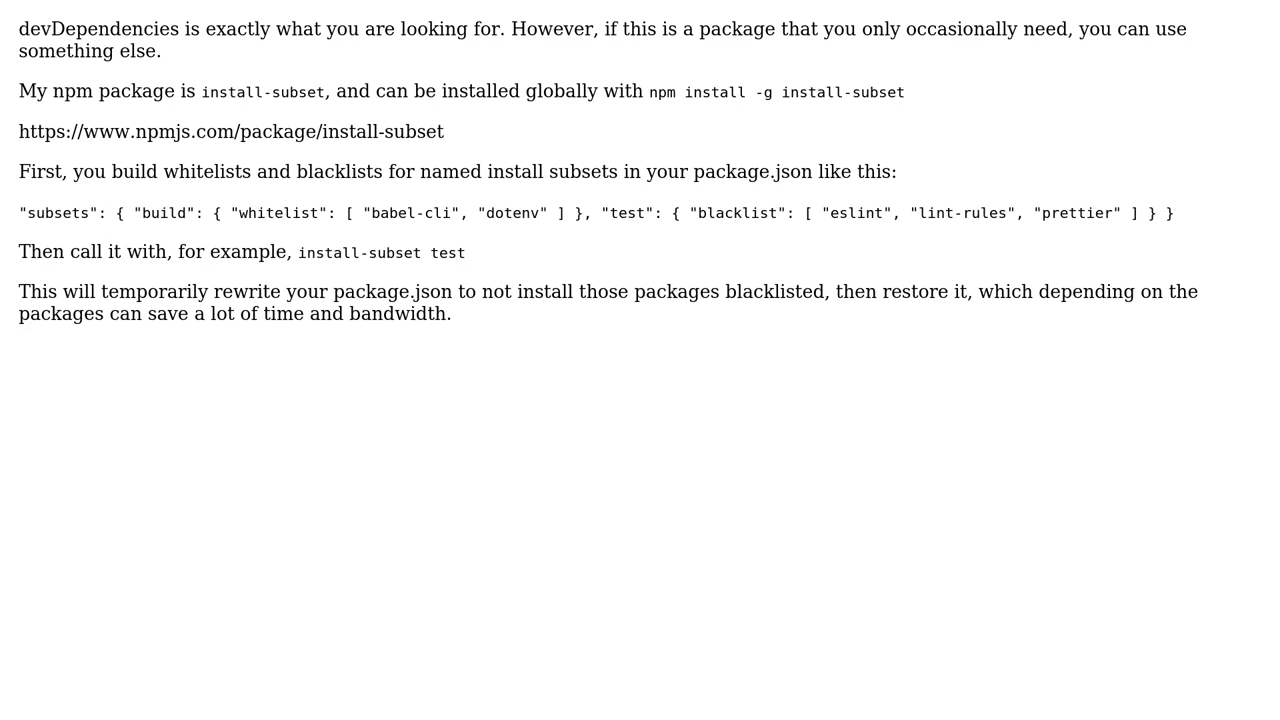 devDependencies is exactly what you are looking for. However, if this is a package that you only occasionally need, you can use
something else.
My npm package is install-subset, and can be installed globally with npm install -g install-subset
https://www.npmjs.com/package/install-subset
First, you build whitelists and blacklists for named install subsets in your package.json like this:
"subsets": { "build": { "whitelist": [ "babel-cli", "dotenv" ] }, "test": { "blacklist": [ "eslint", "lint-rules", "prettier" ] } }
Then call it with, for example, install-subset test
This will temporarily rewrite your package.json to not install those packages blacklisted, then restore it, which depending on the
packages can save a lot of time and bandwidth.